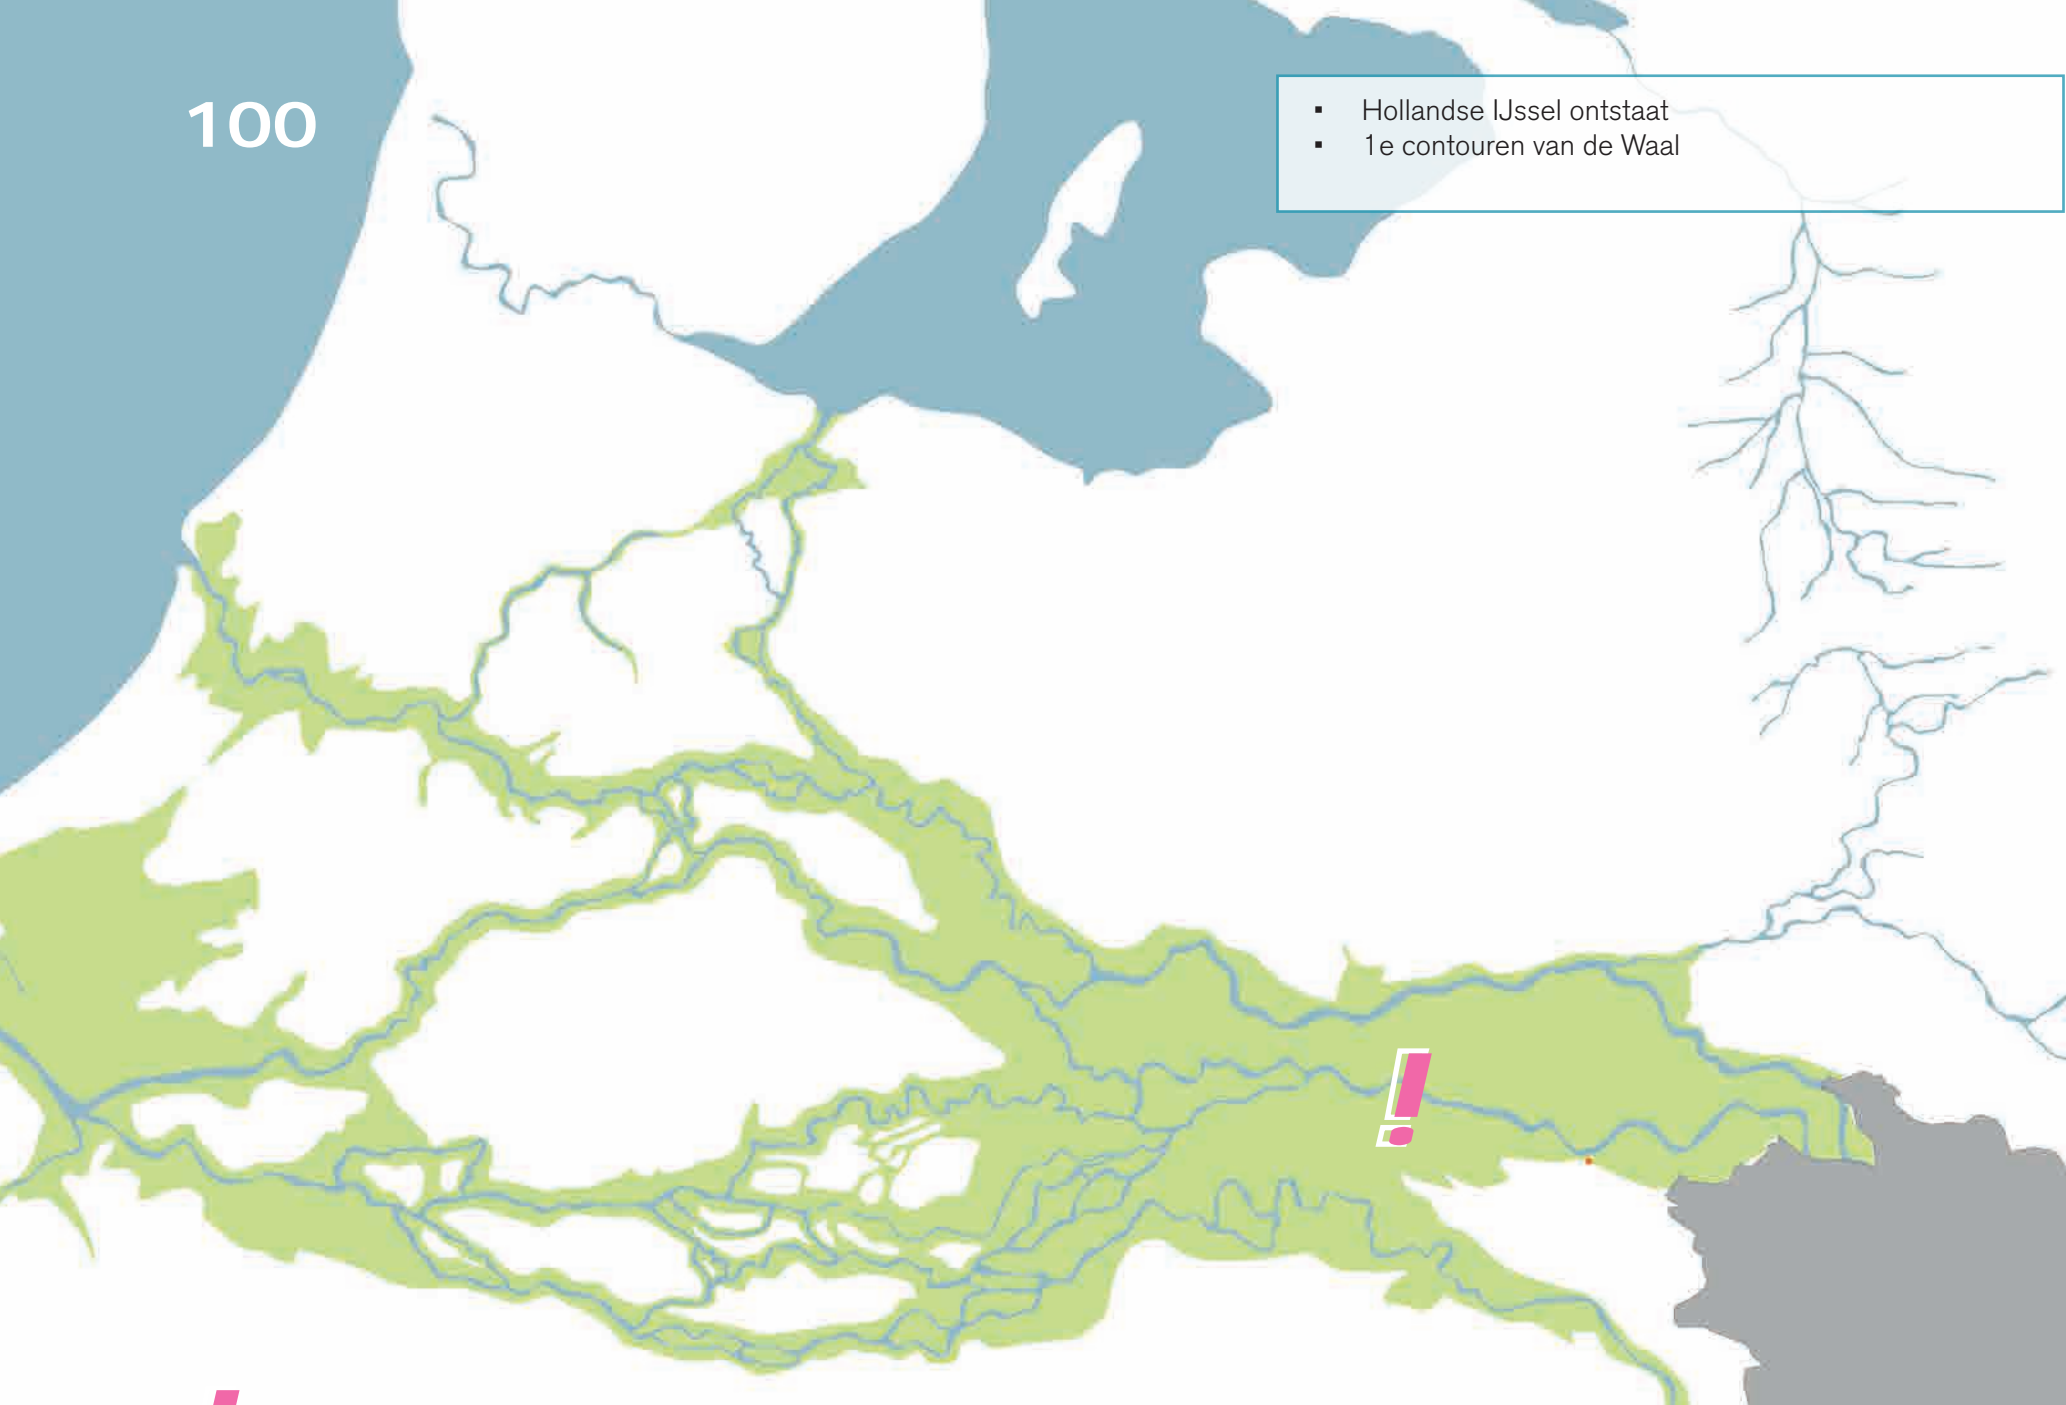 100
▪ Hollandse IJssel ontstaat
▪ 1e contouren van de Waal
!